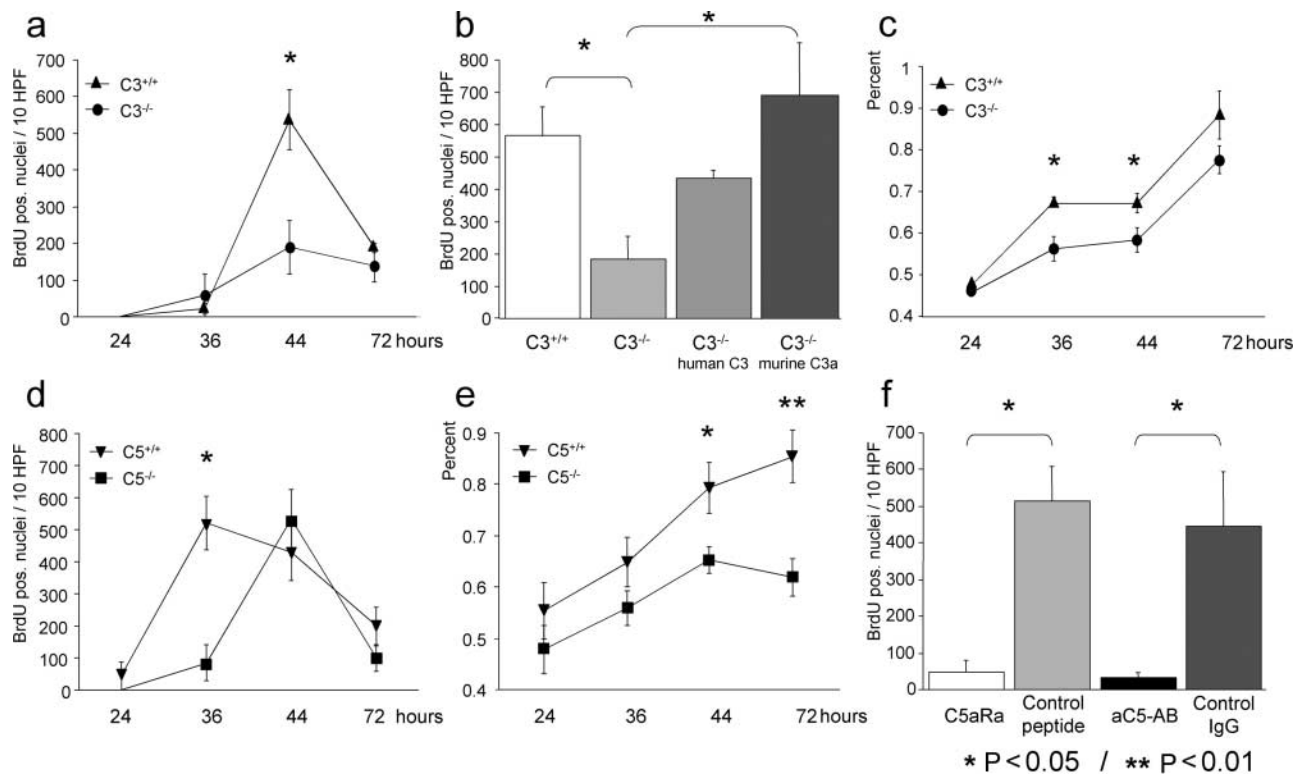 a
BrdU pos. nuclei / 10 HPF
700
600
500
400
300
200
100
0
C3+/+
C3-/-
*
24 36 44 72 hours
b
BrdU pos. nuclei / 10 HPF
800
700
600
500
400
300
200
100
0
*
*
C3+/+ C3-/- C3-/- C3-/-
human C3 murine C3a
c
Percent
1
0.9
0.8
0.7
0.6
0.5
0.4
C3+/+
C3-/-
* *
24 36 44 72 hours
d
BrdU pos. nuclei / 10 HPF
800
700
600
500
400
300
200
100
0
C5+/+
C5-/-
*
24 36 44 72 hours
e
Percent
0.9
0.8
0.7
0.6
0.5
0.4
C5+/+
C5-/-
* **
24 36 44 72 hours
f
BrdU pos. nuclei / 10 HPF
700
600
500
400
300
200
100
0
* *
C5aRa Control aC5-AB Control
peptide IgG
* P<0.05 / ** P<0.01